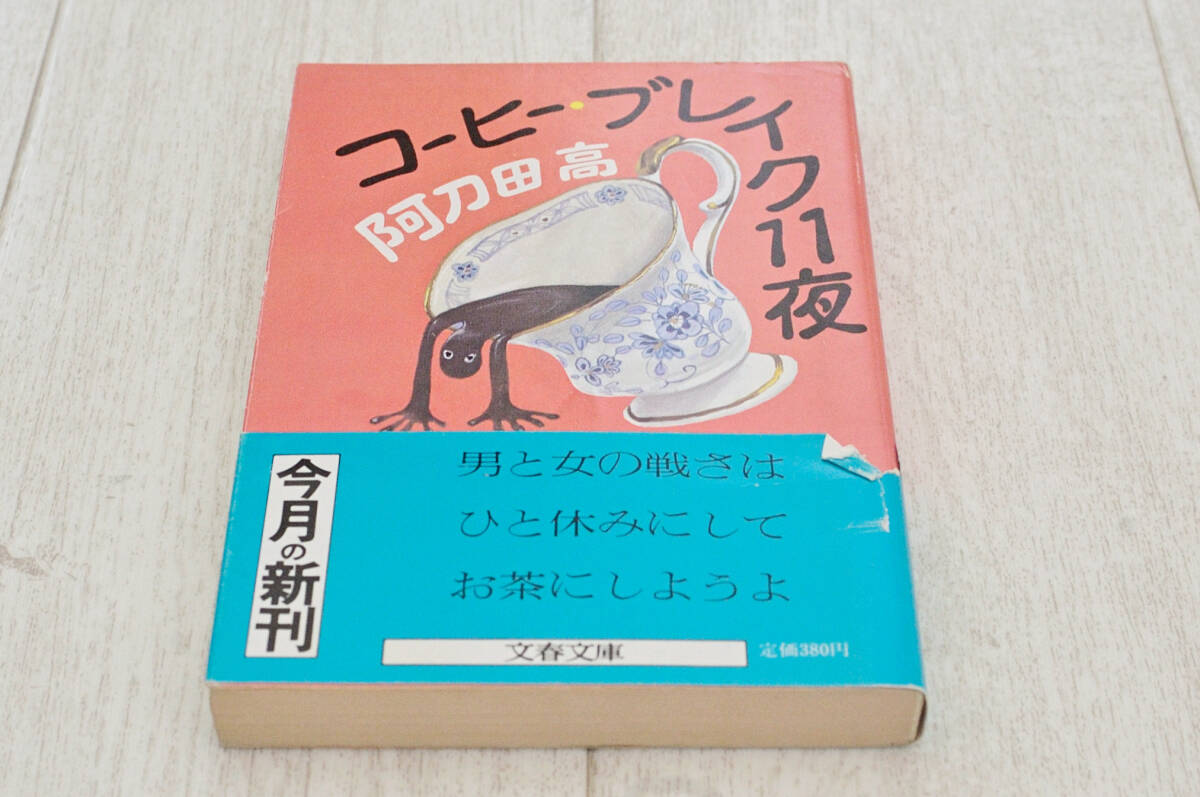 コーヒー・ブレイク11夜
阿刀田高
今月の新刊
男と女の戦さは
ひと休みにして
お茶にしようよ
文春文庫
定価380円